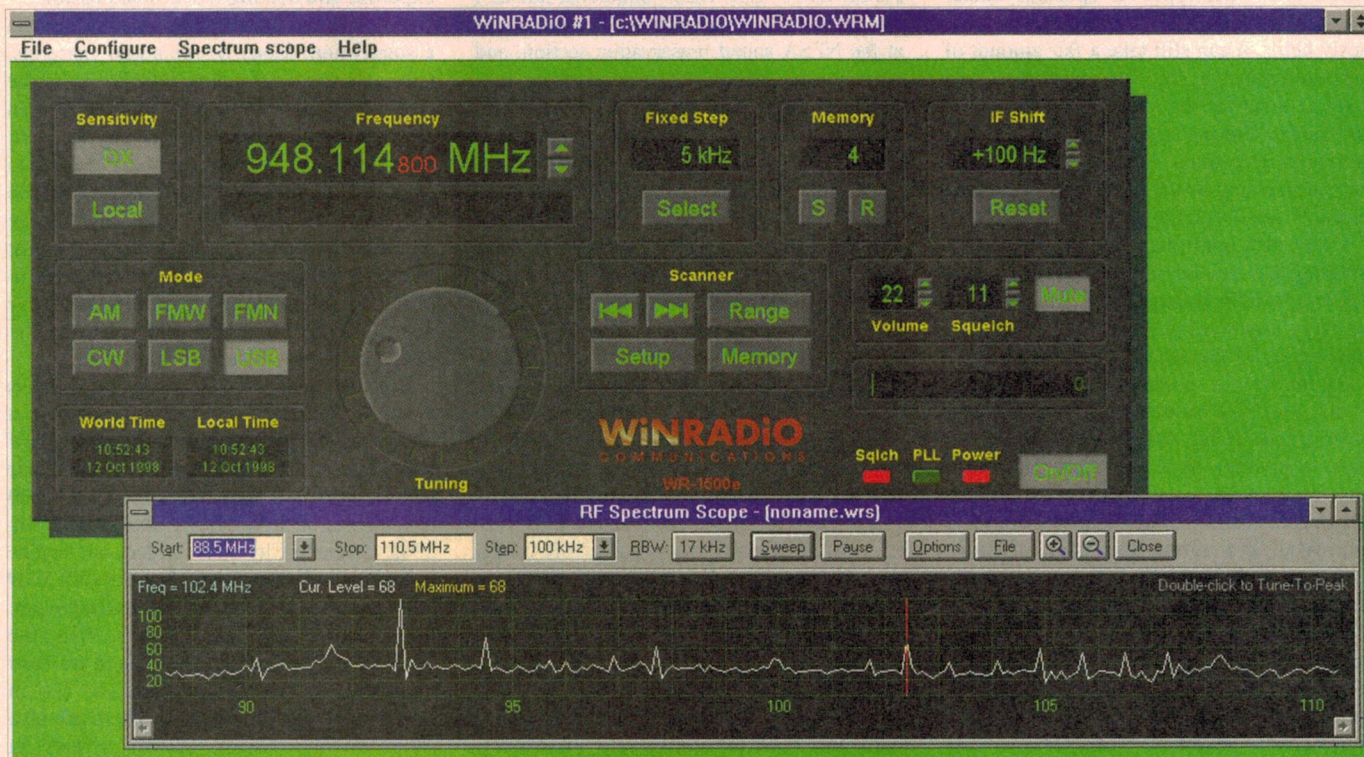 WiNRADiO #1 - [c:\WINRADIO\WINRADIO.WRM]
File Configure Spectrum scope Help
Sensitivity
DX
Local
Frequency
948.114800 MHz
Fixed Step
5 kHz
Select
Memory
4
S R
IF Shift
+100 Hz
Reset
Mode
AM FMW FMN
CW LSB USB
Scanner
Range
Setup Memory
22 11 Mute
Volume Squelch
0
World Time Local Time
10:52:43 10:52:43
12 Oct 1998 12 Oct 1998
Tuning
WiNRADiO
COMMUNICATIONS
WR-1500e
Sqlch PLL Power
On/Off
RF Spectrum Scope - [noname.wrs]
Start: 88.5 MHz Stop: 110.5 MHz Step: 100 kHz RBW: 17 kHz Sweep Pause Options File Close
Freq = 102.4 MHz Cur. Level = 68 Maximum = 68 Double-click to Tune-To-Peak
100
80
60
40
20
90 95 100 105 110